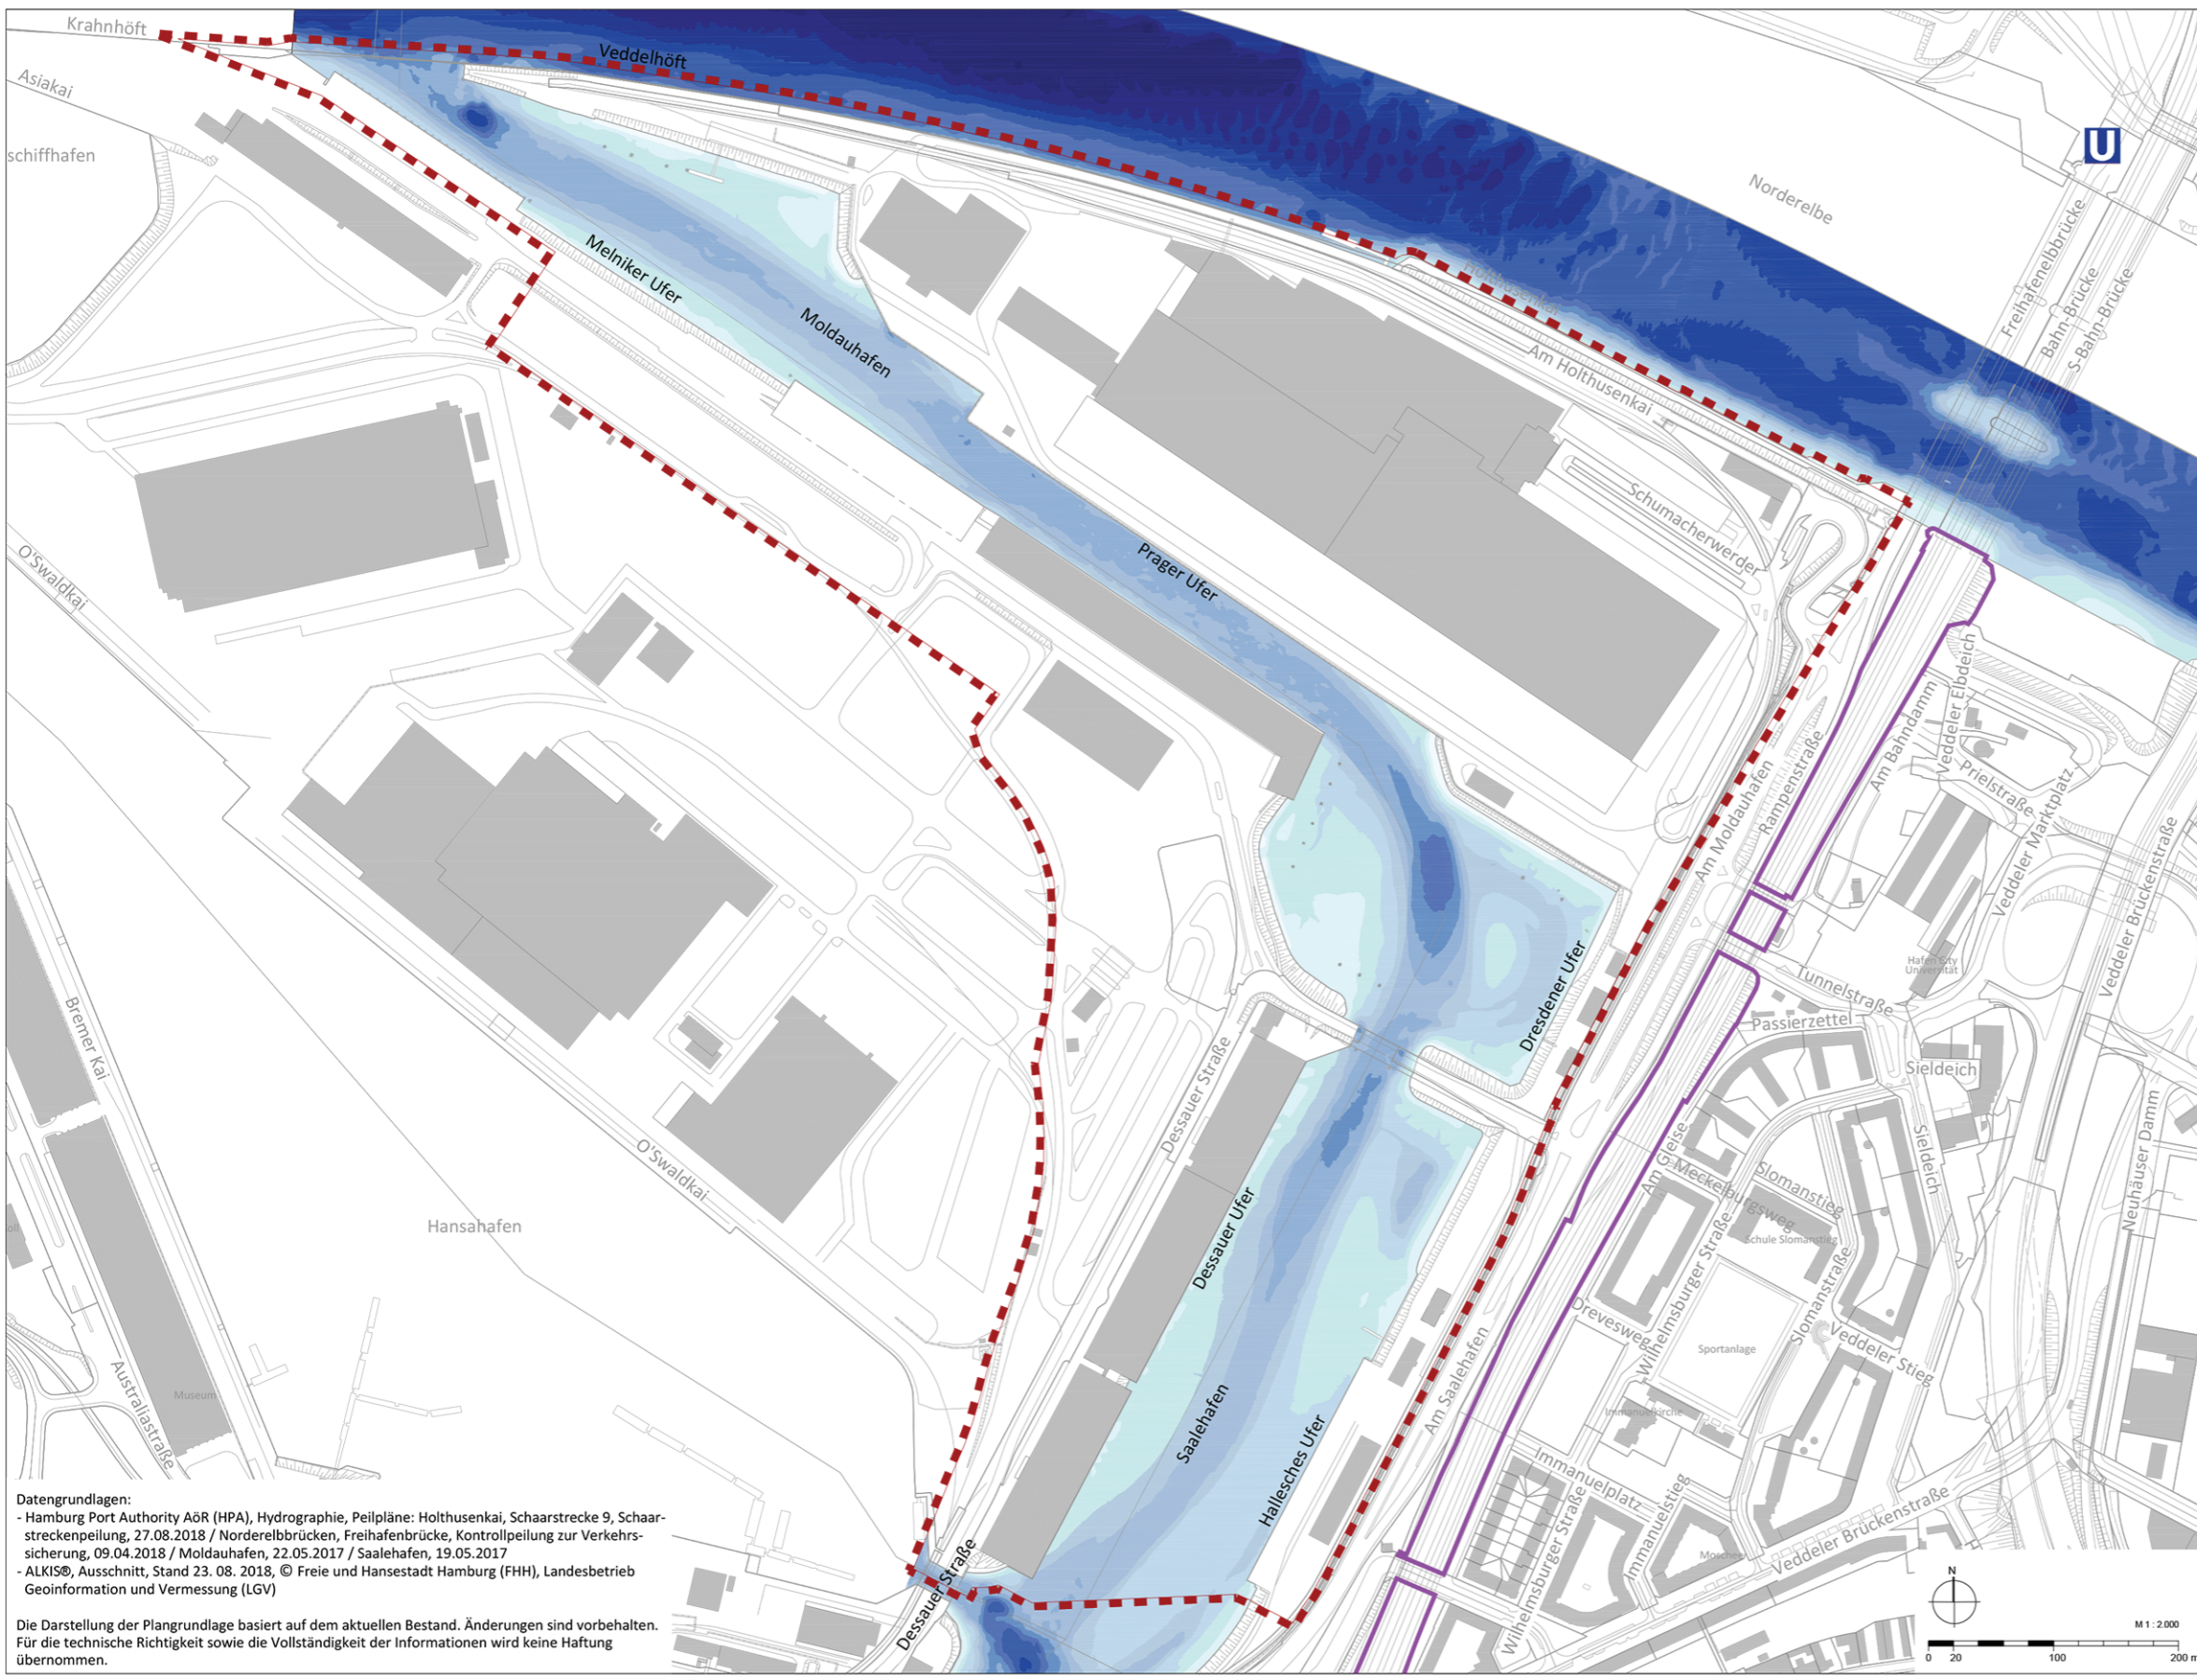 Krahnhöft
Asiakai
schiffhafen
Veddelhöft
U
Norderelbe
Freihafenelbbrücke
Bahn-Brücke
S-Bahn-Brücke
Melniker Ufer
Moldauhafen
Holthusenkai
Am Holthusenkai
Schumacherwerder
Prager Ufer
O'Swaldkai
Veddeler Elbdeich
Am Bahndamm
Prielstraße
Veddeler Marktplatz
Rampenstraße
Am Moldauhafen
Veddeler Brückenstraße
Hafen City
Universität
Tunnelstraße
Passierzettel
Dresdener Ufer
Sieldeich
Bremer Kai
Dessauer Straße
O'Swaldkai
Am Gleise
G-Meckelburgsweg
Slomanstieg
Sieldeich
Neuhäuser Damm
Schule Slomanstieg
Hansahafen
Dessauer Ufer
Wilhelmsburger Straße
Drevesweg
Slomanstraße
Sportanlage
Veddeler Stieg
Am Saalehafen
Museum
Australiastraße
Saalehafen
Hallesches Ufer
Immanuelkirche
Immanuelplatz
Immanuelstieg
Wilhelmsburger Straße
Moschee
Veddeler Brückenstraße
Dessauer Straße
Datengrundlagen:
- Hamburg Port Authority AöR (HPA), Hydrographie, Peilpläne: Holthusenkai, Schaarstrecke 9, Schaar-
streckenpeilung, 27.08.2018 / Norderelbbrücken, Freihafenbrücke, Kontrollpeilung zur Verkehrs-
sicherung, 09.04.2018 / Moldauhafen, 22.05.2017 / Saalehafen, 19.05.2017
- ALKIS®, Ausschnitt, Stand 23. 08. 2018, © Freie und Hansestadt Hamburg (FHH), Landesbetrieb
Geoinformation und Vermessung (LGV)
Die Darstellung der Plangrundlage basiert auf dem aktuellen Bestand. Änderungen sind vorbehalten.
Für die technische Richtigkeit sowie die Vollständigkeit der Informationen wird keine Haftung
übernommen.
N
M 1 : 2.000
0 20 100 200 m